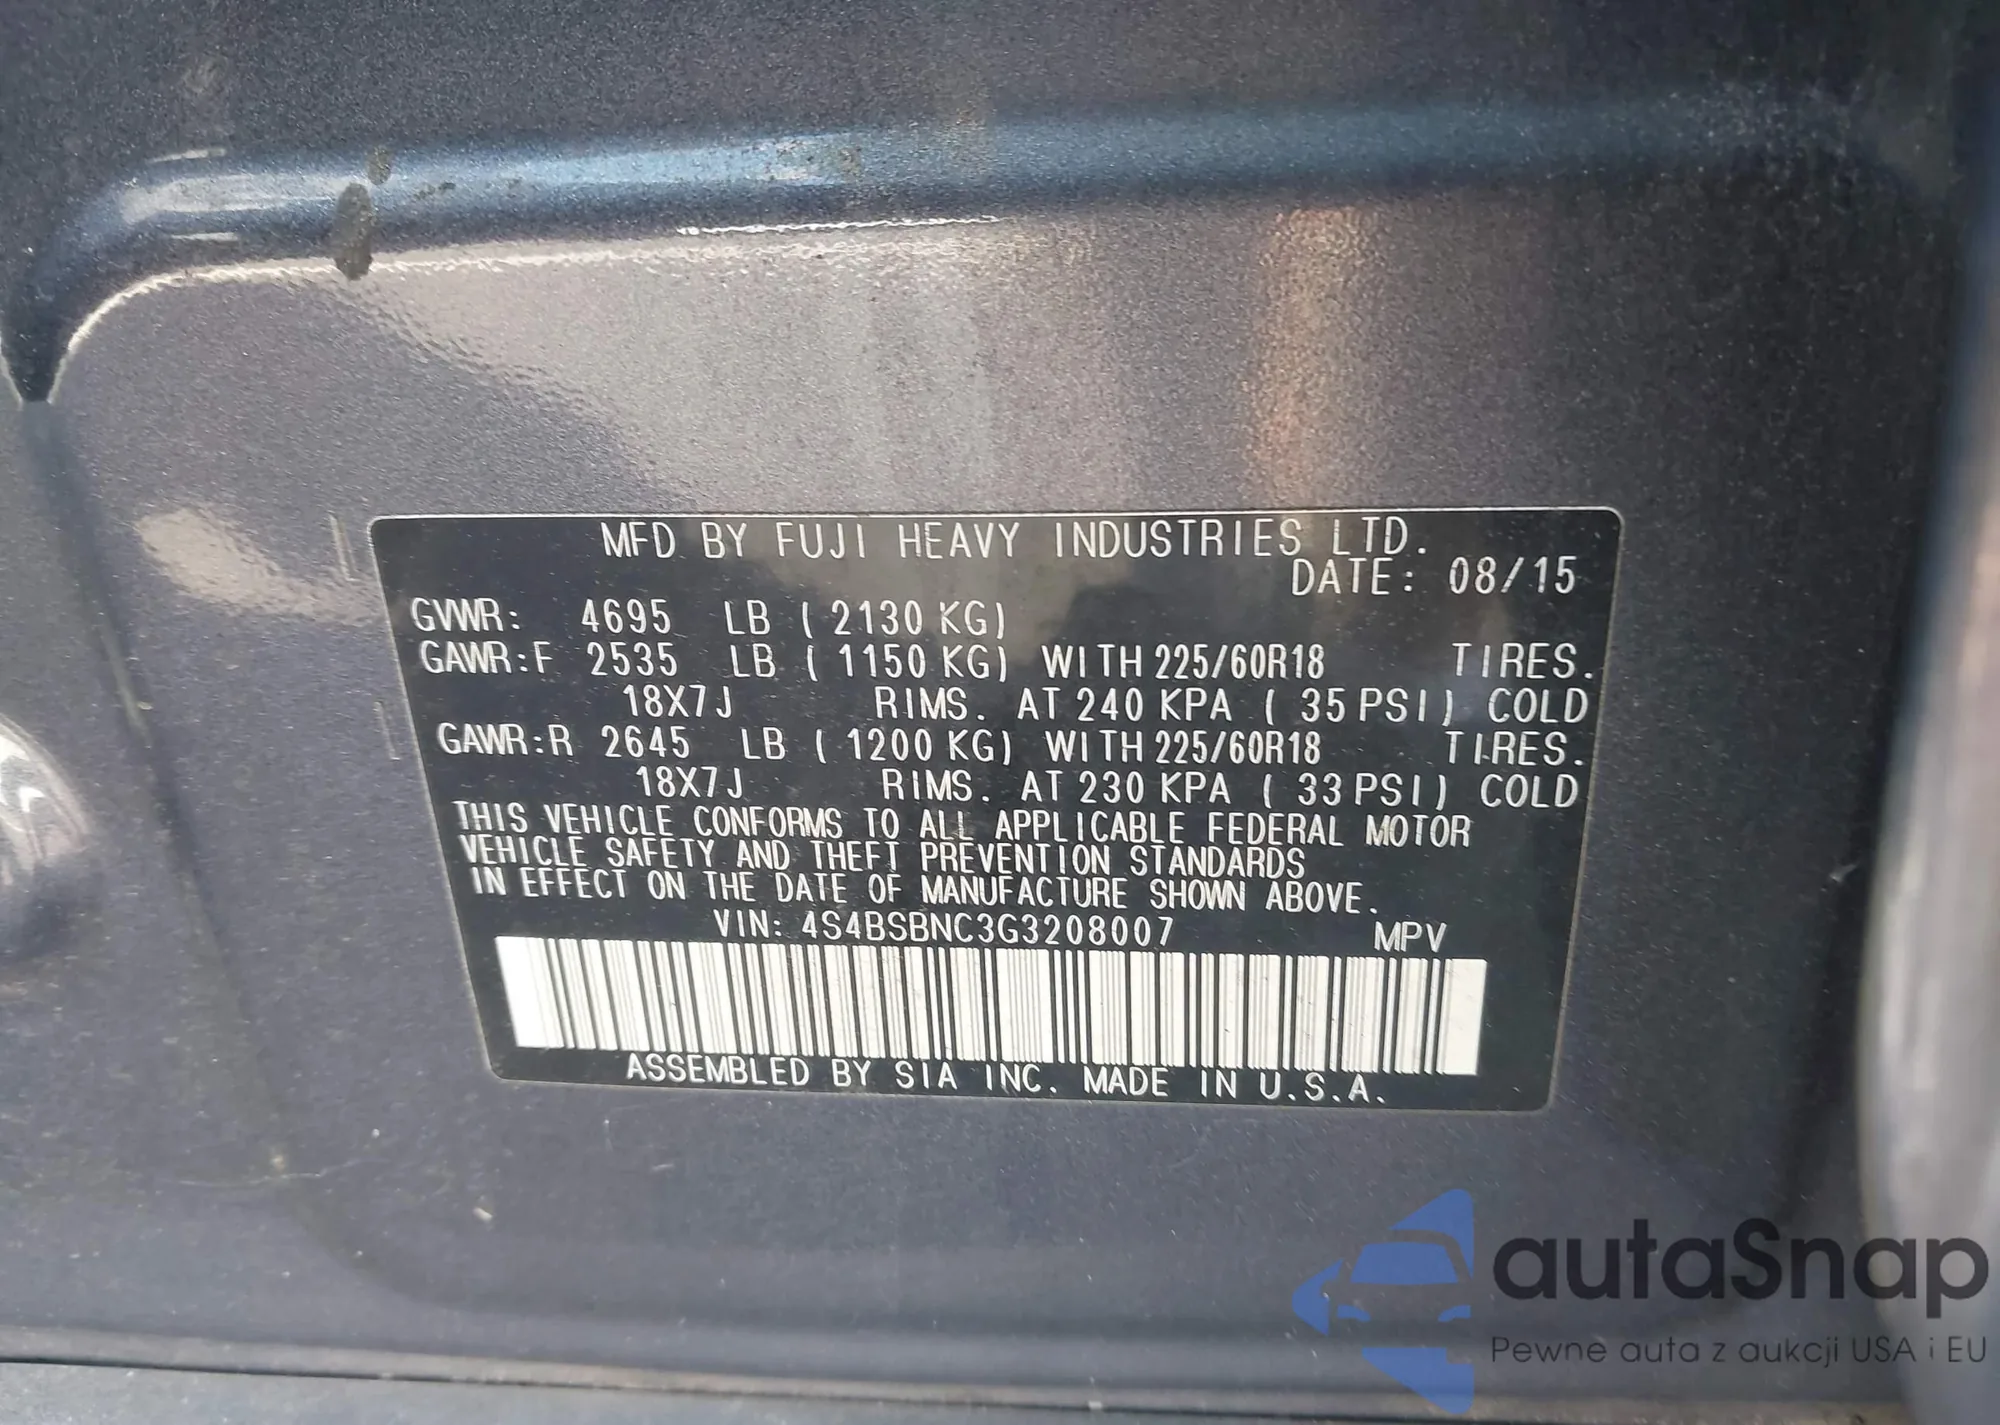 MFD BY FUJI HEAVY INDUSTRIES LTD.
DATE: 08/15
GVWR: 4695 LB (2130 KG)
GAWR:F 2535 LB (1150 KG) WITH 225/60R18 TIRES.
18X7J RIMS. AT 240 KPA (35 PSI) COLD
GAWR:R 2645 LB (1200 KG) WITH 225/60R18 TIRES.
18X7J RIMS. AT 230 KPA (33 PSI) COLD
THIS VEHICLE CONFORMS TO ALL APPLICABLE FEDERAL MOTOR
VEHICLE SAFETY AND THEFT PREVENTION STANDARDS
IN EFFECT ON THE DATE OF MANUFACTURE SHOWN ABOVE.
VIN: 4S4BSBNC3G3208007 MPV
ASSEMBLED BY SIA INC. MADE IN U.S.A.
autaSnap
Pewne auta z aukcji USA i EU